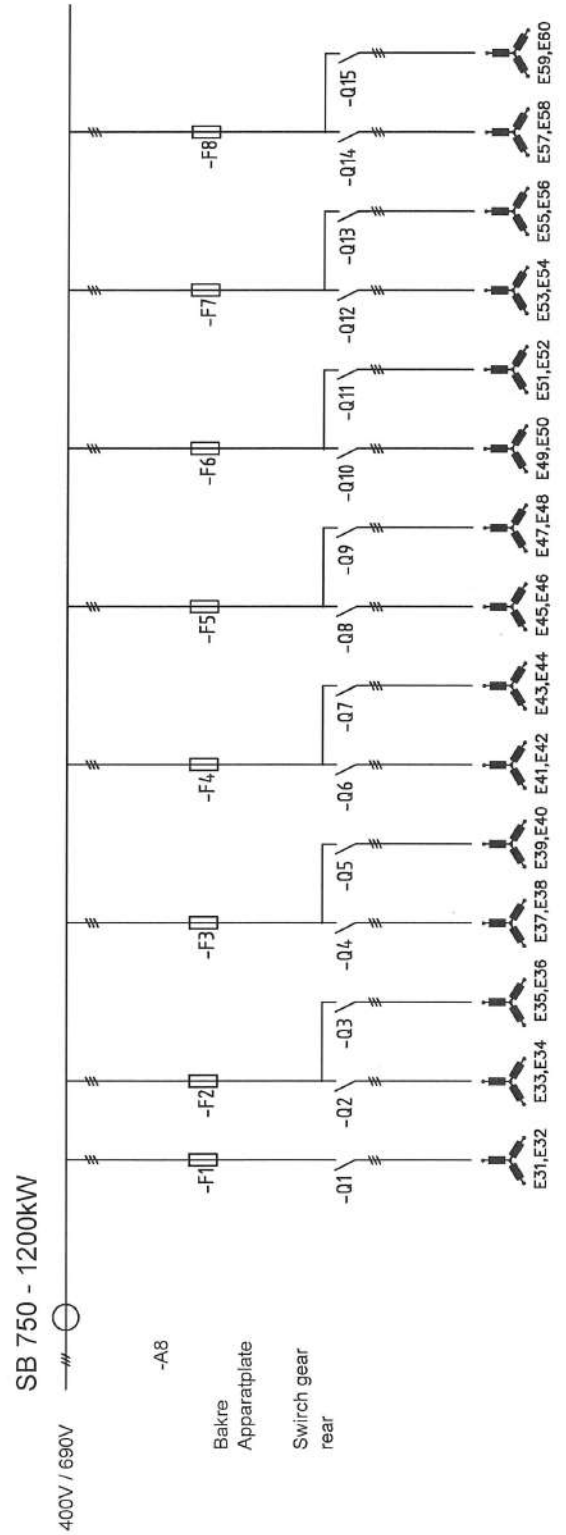 SB 750 - 1200kW
400V / 690V
-A8
Bakre
Apparatplate
Swirch gear
rear
-F1
-F2
-F3
-F4
-F5
-F6
-F7
-F8
-Q1
-Q2
-Q3
-Q4
-Q5
-Q6
-Q7
-Q8
-Q9
-Q10
-Q11
-Q12
-Q13
-Q14
-Q15
E31,E32
E33,E34
E35,E36
E37,E38
E39,E40
E41,E42
E43,E44
E45,E46
E47,E48
E49,E50
E51,E52
E53,E54
E55,E56
E57,E58
E59,E60